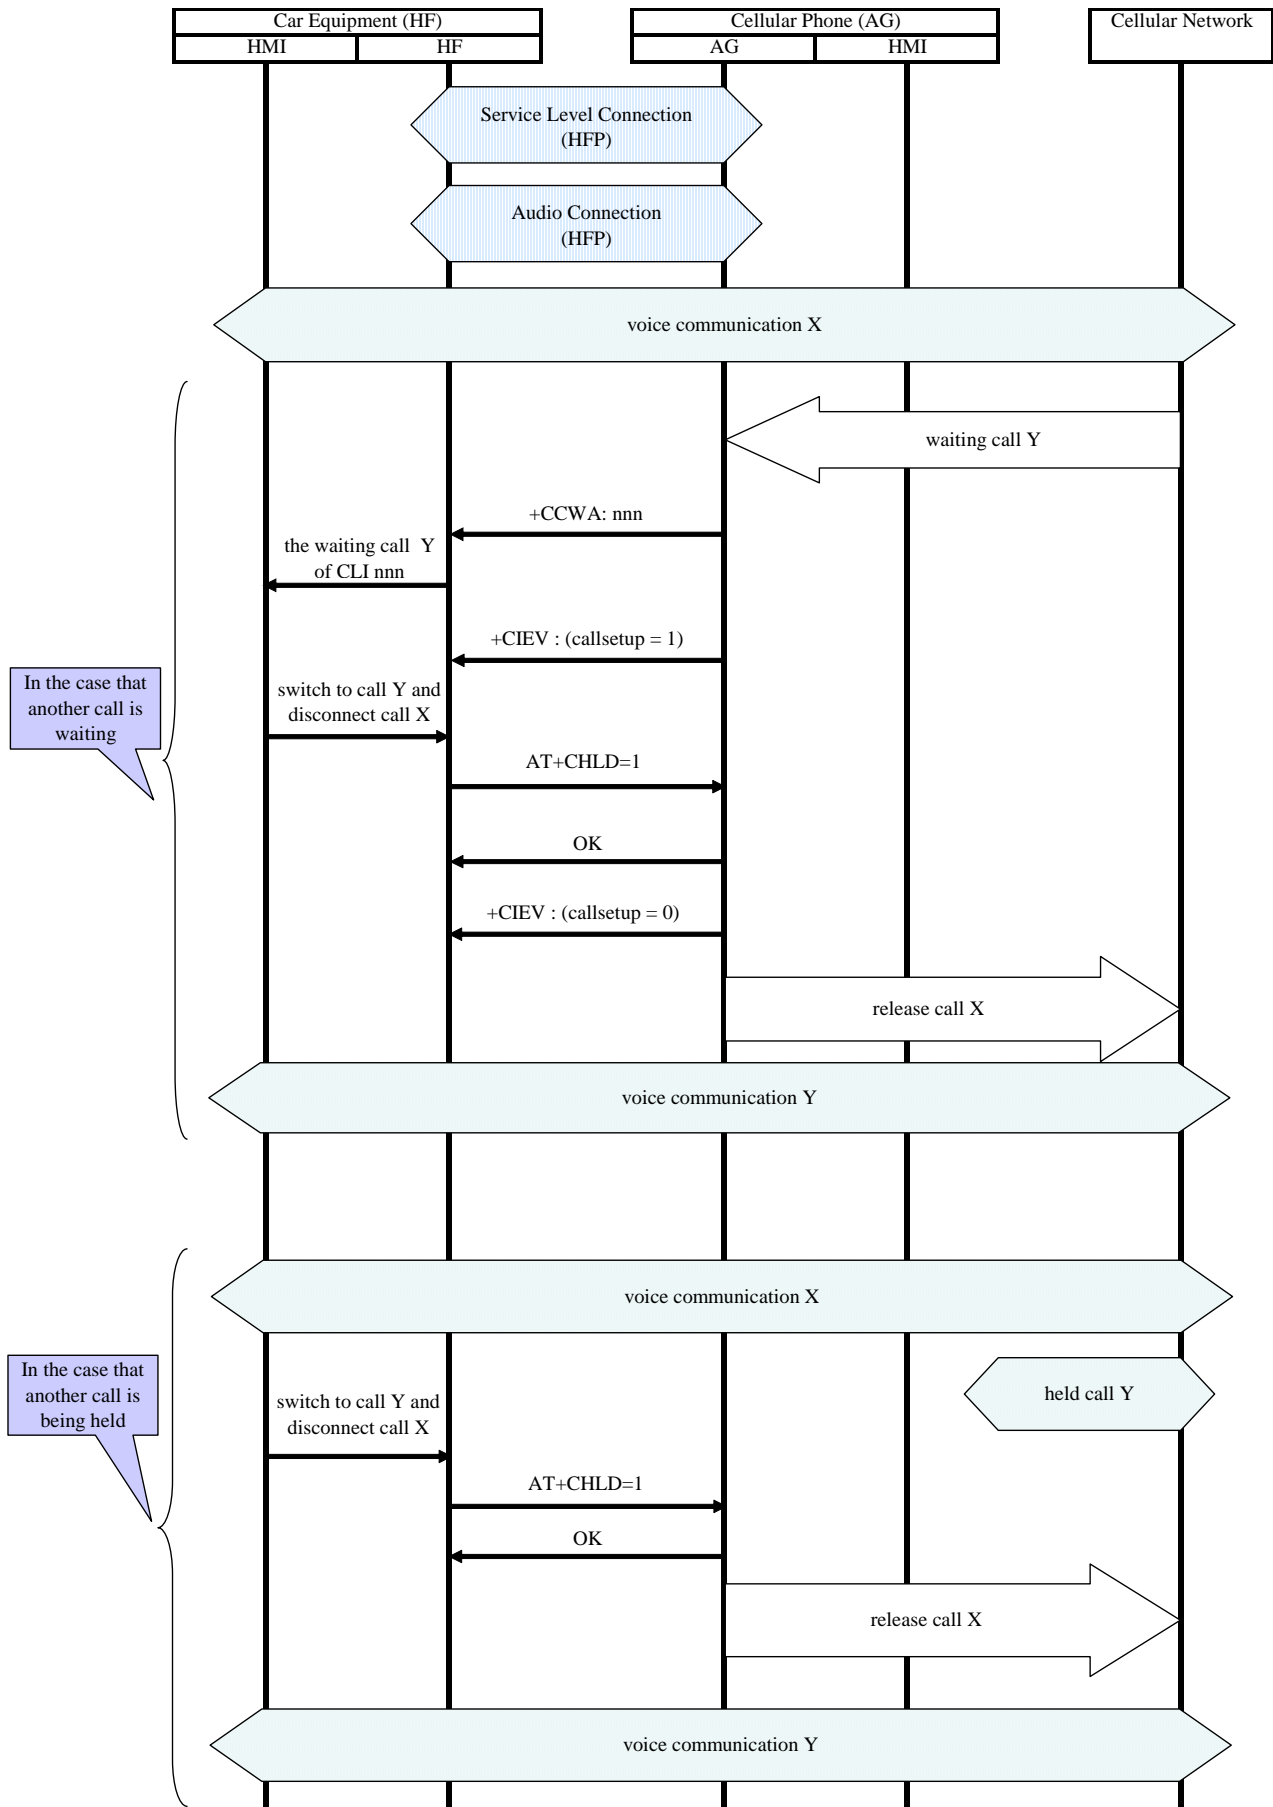 Car Equipment (HF)
Cellular Phone (AG)
Cellular Network
HMI
HF
AG
HMI
Service Level Connection
(HFP)
Audio Connection
(HFP)
voice communication X
waiting call Y
+CCWA: nnn
the waiting call Y
of CLI nnn
+CIEV : (callsetup = 1)
In the case that
another call is
waiting
switch to call Y and
disconnect call X
AT+CHLD=1
OK
+CIEV : (callsetup = 0)
release call X
voice communication Y
voice communication X
In the case that
another call is
being held
held call Y
switch to call Y and
disconnect call X
AT+CHLD=1
OK
release call X
voice communication Y